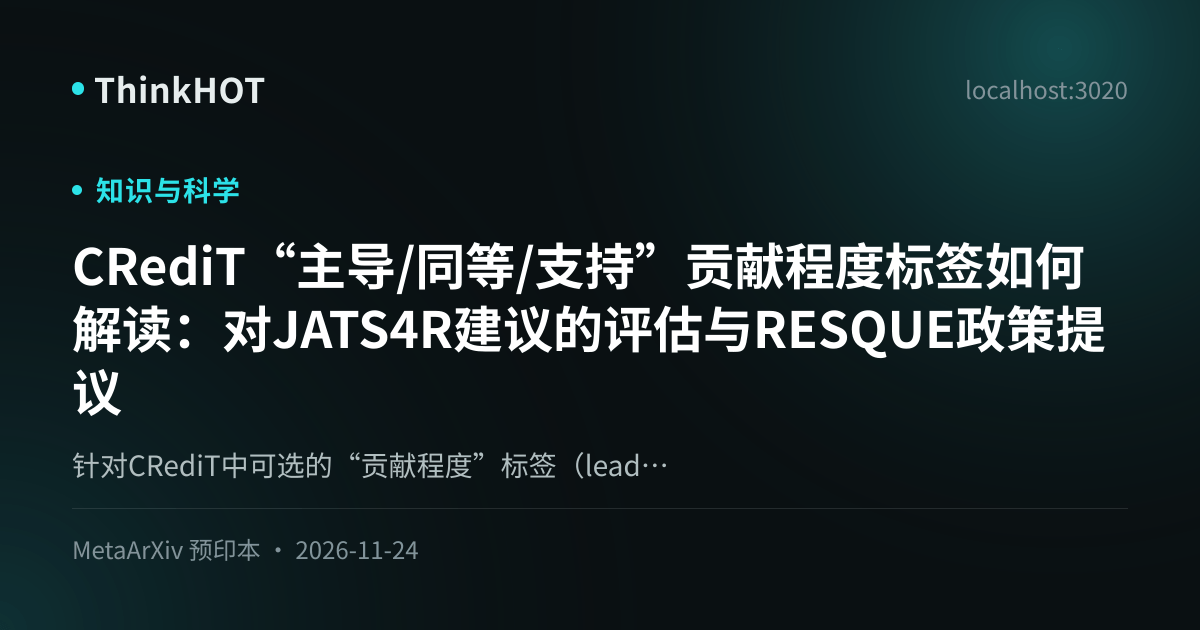 ThinkHOT
localhost:3020
知识与科学
CRediT“主导/同等/支持”贡献程度标签如何
解读：对JATS4R建议的评估与RESQUE政策提
议
针对CRediT中可选的“贡献程度”标签（lead…
MetaArXiv 预印本 • 2026-11-24